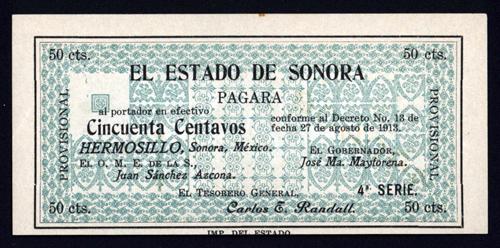 50 cts. 50 cts.
EL ESTADO DE SONORA
PAGARA
al portador en efectivo
Cincuenta Centavos
HERMOSILLO, Sonora, México.
conforme al Decreto No. 13 de
fecha 27 de agosto de 1913.
EL O. M. E. DE LA S.,
Juan Sánchez Azcona.
EL GOBERNADOR,
José Ma. Maytorena.
EL TESORERO GENERAL,
Carlos E. Randall.
4ª SERIE.
PROVISIONAL
PROVISIONAL
50 cts. 50 cts.
IMP. DEL ESTADO